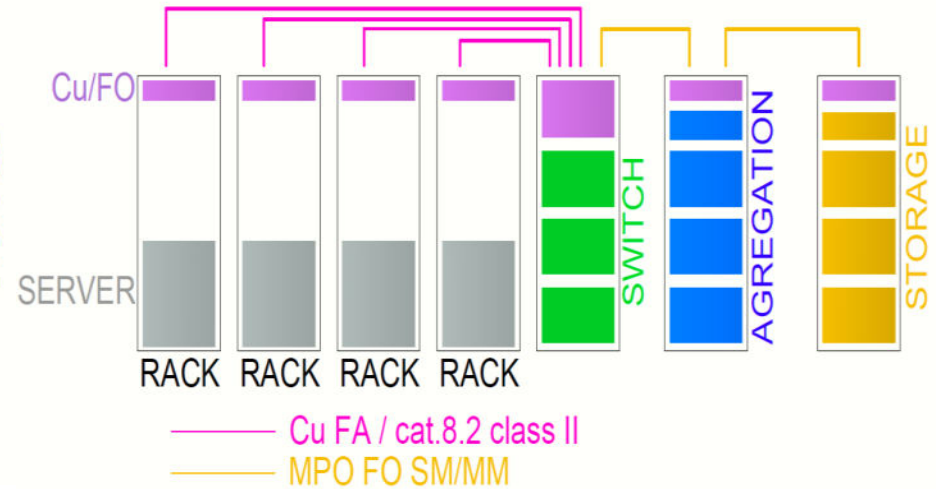 Cu/FO
SERVER
RACK RACK RACK RACK
SWITCH
AGREGATION
STORAGE
Cu FA / cat.8.2 class II
MPO FO SM/MM